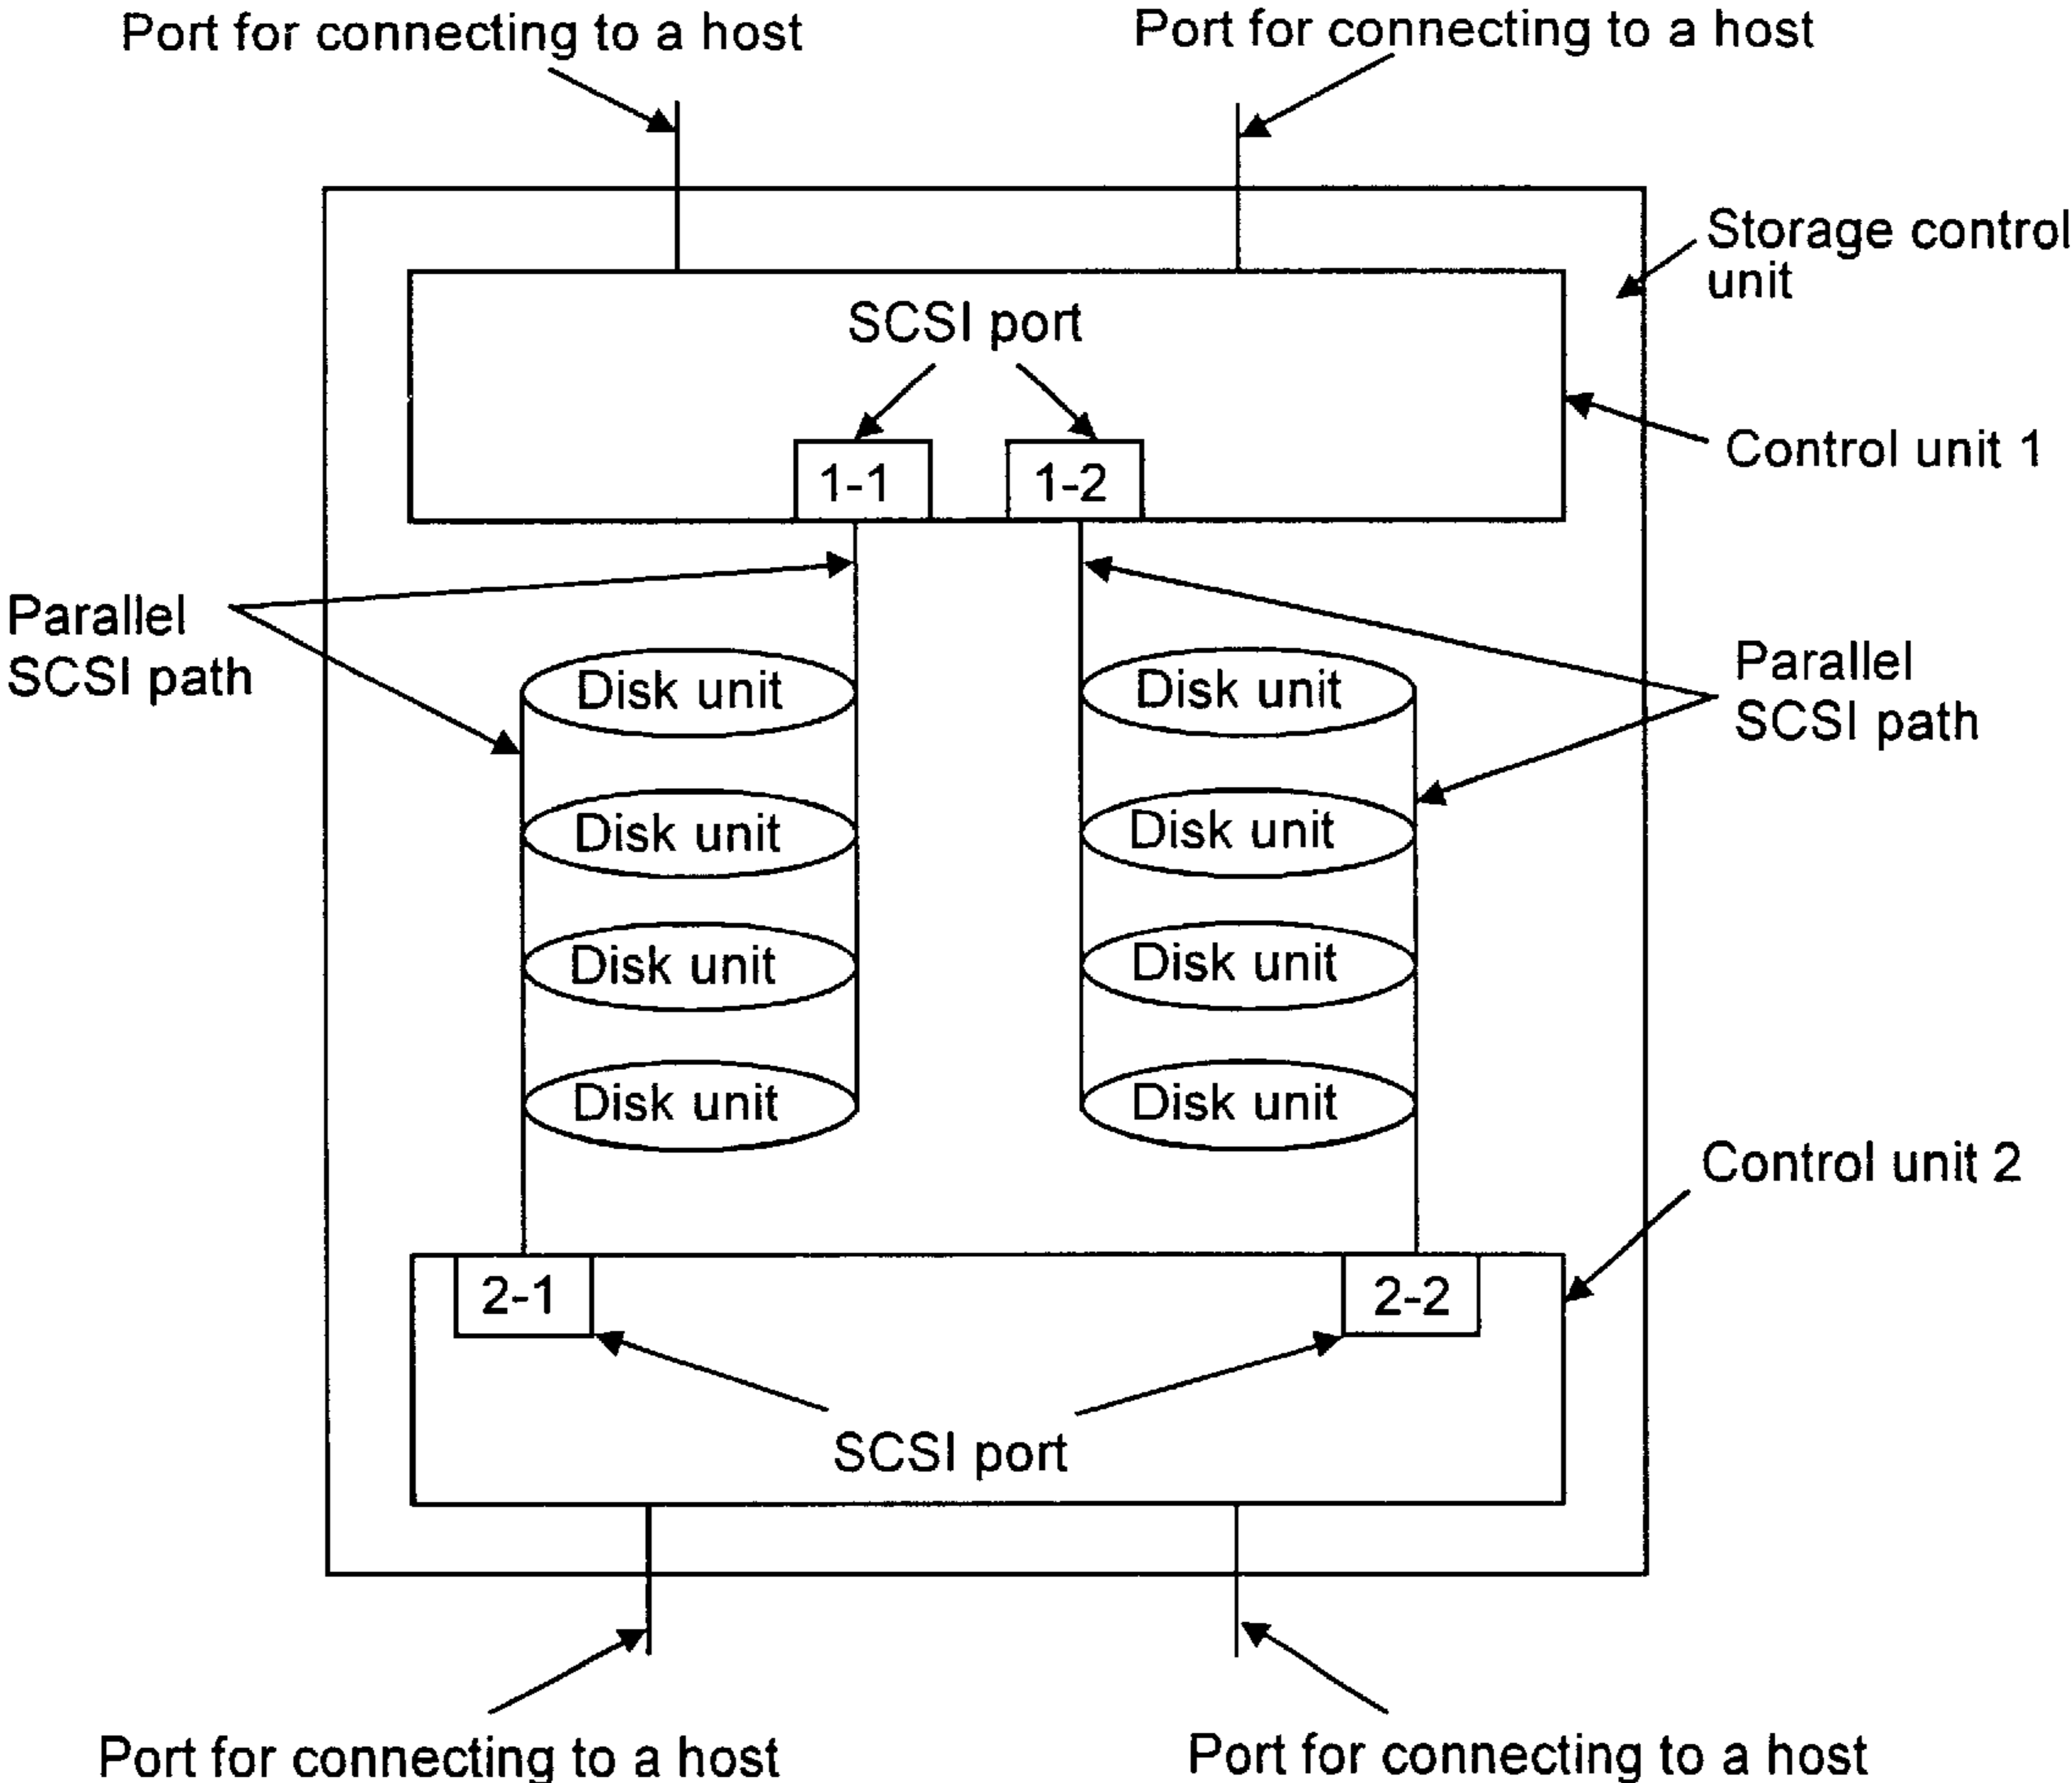 Port for connecting to a host
Port for connecting to a host
Storage control
unit
SCSI port
Control unit 1
1-1
1-2
Parallel
SCSI path
Parallel
SCSI path
Disk unit
Disk unit
Disk unit
Disk unit
Disk unit
Disk unit
Disk unit
Disk unit
Control unit 2
2-1
2-2
SCSI port
Port for connecting to a host
Port for connecting to a host